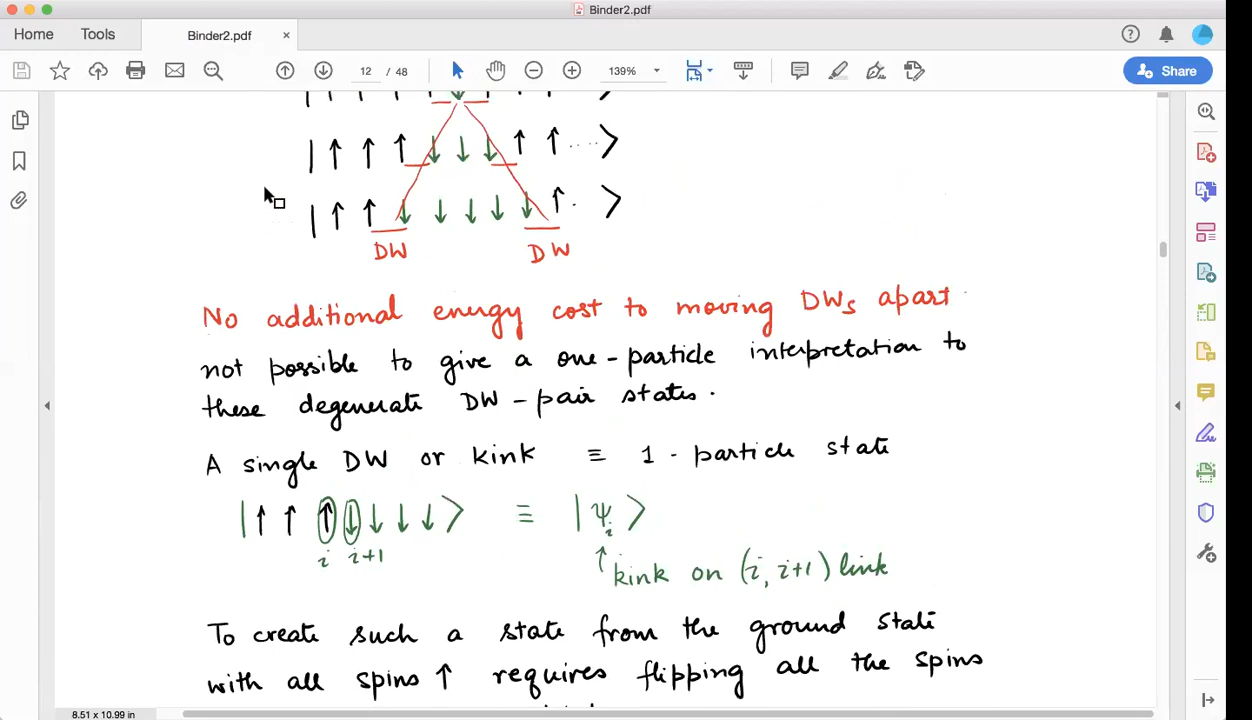 Binder2.pdf
Home Tools Binder2.pdf ×
12 / 48 139% Share
| ↑ ↑ ↑ ↓ ↓ ↓ ↑ ↑ ..... >
| ↑ ↑ ↓ ↓ ↓ ↓ ↓ ↑ . >
DW DW
No additional energy cost to moving DWs apart
not possible to give a one-particle interpretation to
these degenerate DW-pair states.
A single DW or kink ≡ 1-particle state
| ↑ ↑ ↑ ↓ ↓ ↓ ↓ > ≡ | ψi >
i i+1
↑ kink on (i, i+1) link
To create such a state from the ground state
with all spins ↑ requires flipping all the spins
8.51 x 10.99 in